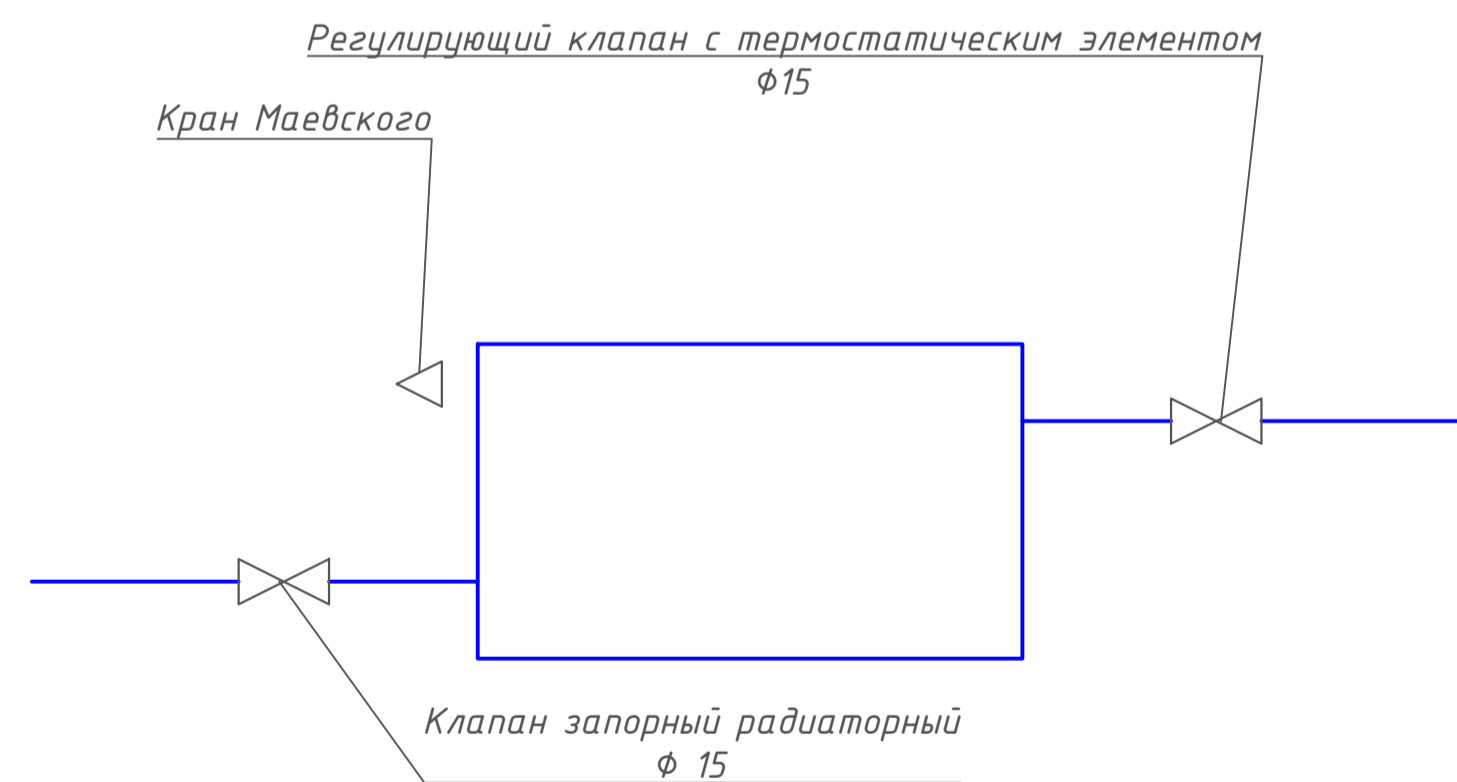 Регулирующий клапан с термостатическим элементом
Ф15
Кран Маевского
Клапан запорный радиаторный
Ф 15